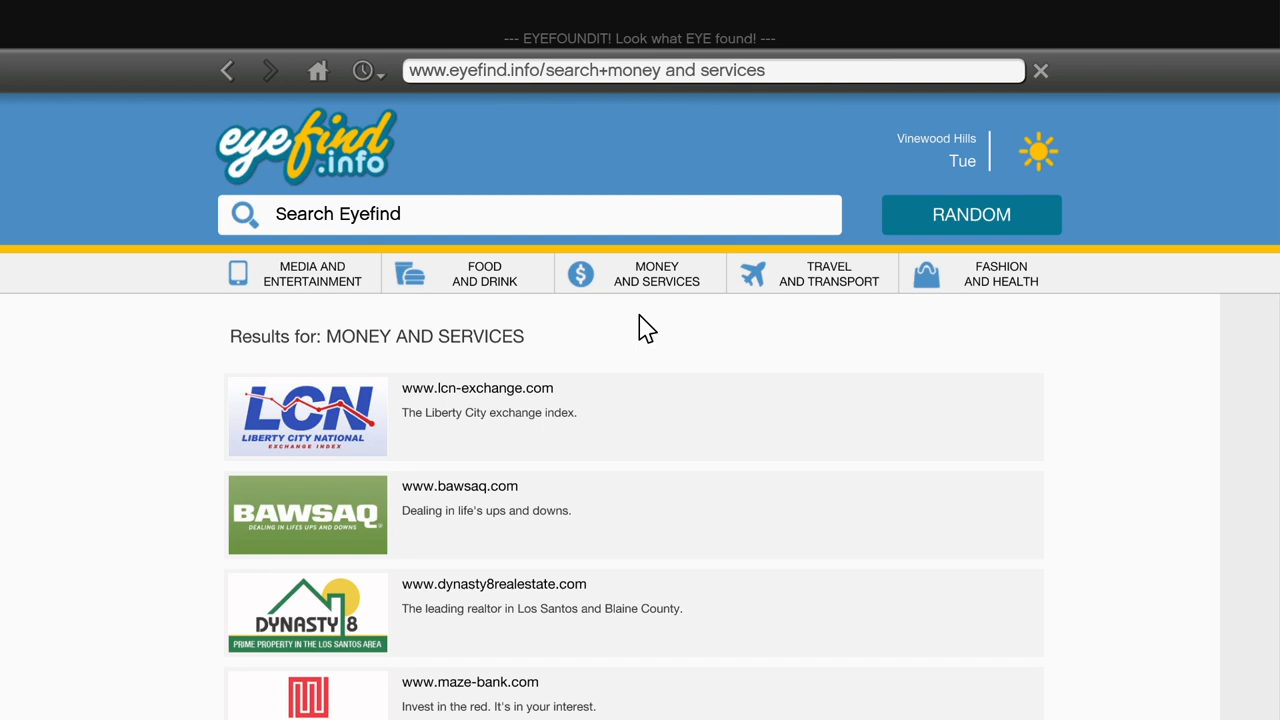 --- EYEFOUNDIT! Look what EYE found! ---
www.eyefind.info/search+money and services
eyefind
.info
Vinewood Hills
Tue
Search Eyefind
RANDOM
MEDIA AND
ENTERTAINMENT
FOOD
AND DRINK
MONEY
AND SERVICES
TRAVEL
AND TRANSPORT
FASHION
AND HEALTH
Results for: MONEY AND SERVICES
LCN
LIBERTY CITY NATIONAL
EXCHANGE INDEX
www.lcn-exchange.com
The Liberty City exchange index.
BAWSAQ
DEALING IN LIFES UPS AND DOWNS
www.bawsaq.com
Dealing in life's ups and downs.
DYNASTY 8
PRIME PROPERTY IN THE LOS SANTOS AREA
www.dynasty8realestate.com
The leading realtor in Los Santos and Blaine County.
www.maze-bank.com
Invest in the red. It's in your interest.